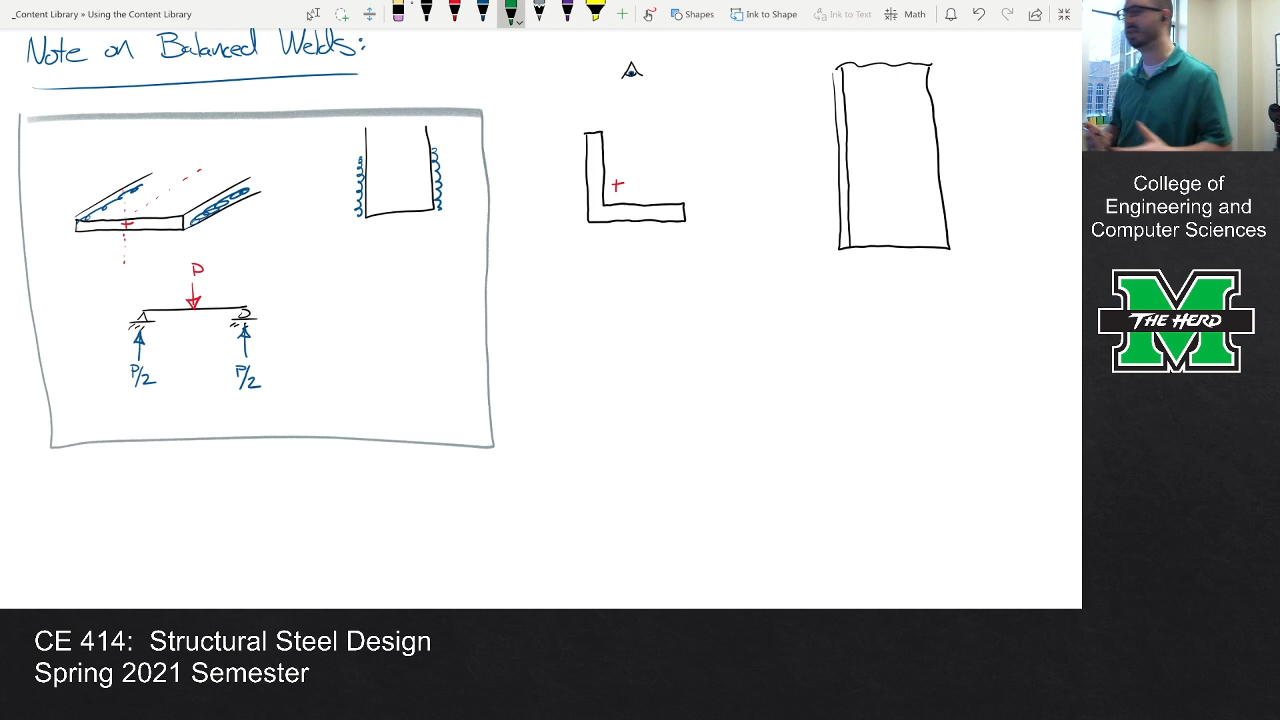 _Content Library » Using the Content Library
Shapes
Ink to Shape
Ink to Text
Math
Note on Balanced Welds:
P
P/2
P/2
College of
Engineering and
Computer Sciences
THE HERD
CE 414: Structural Steel Design
Spring 2021 Semester